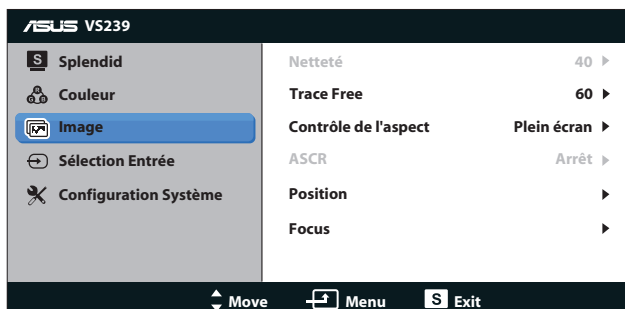 ASUS VS239
S Splendid
R G B Couleur
Image
Sélection Entrée
Configuration Système
Netteté 40
Trace Free 60
Contrôle de l'aspect Plein écran
ASCR Arrêt
Position
Focus
Move Menu S Exit